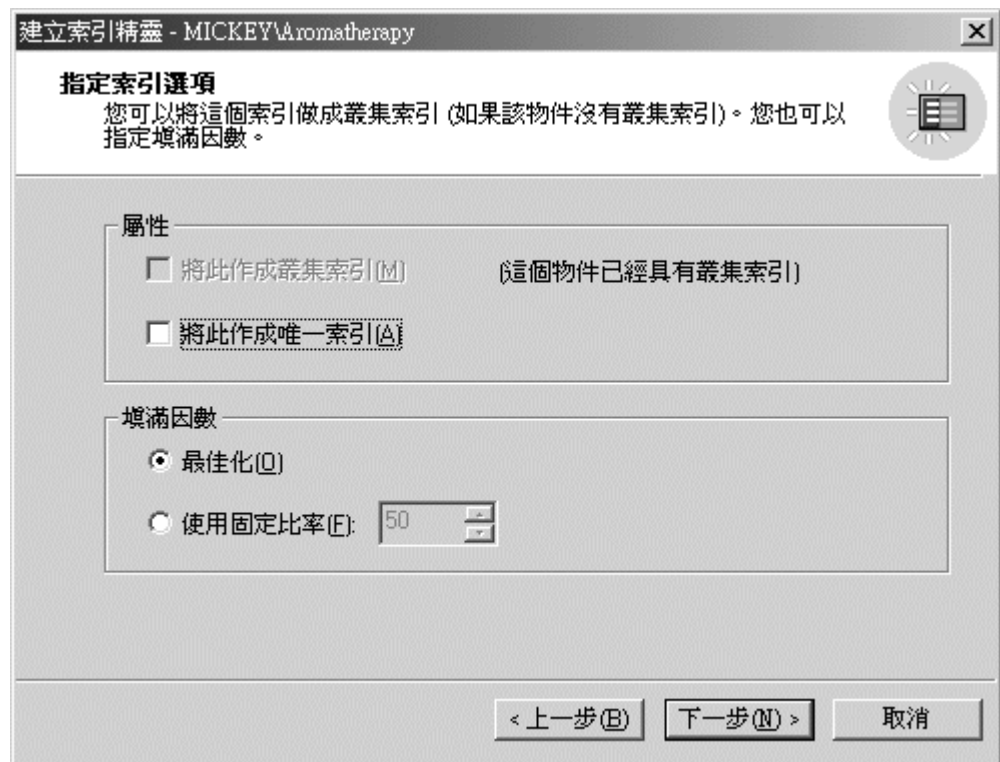 建立索引精靈 - MICKEY\Aromatherapy
指定索引選項
您可以將這個索引做成叢集索引 (如果該物件沒有叢集索引)。您也可以
指定填滿因數。
屬性
將此作成叢集索引(M) (這個物件已經具有叢集索引)
將此作成唯一索引(A)
填滿因數
最佳化(O)
使用固定比率(F): 50
< 上一步(B) 下一步(N) > 取消